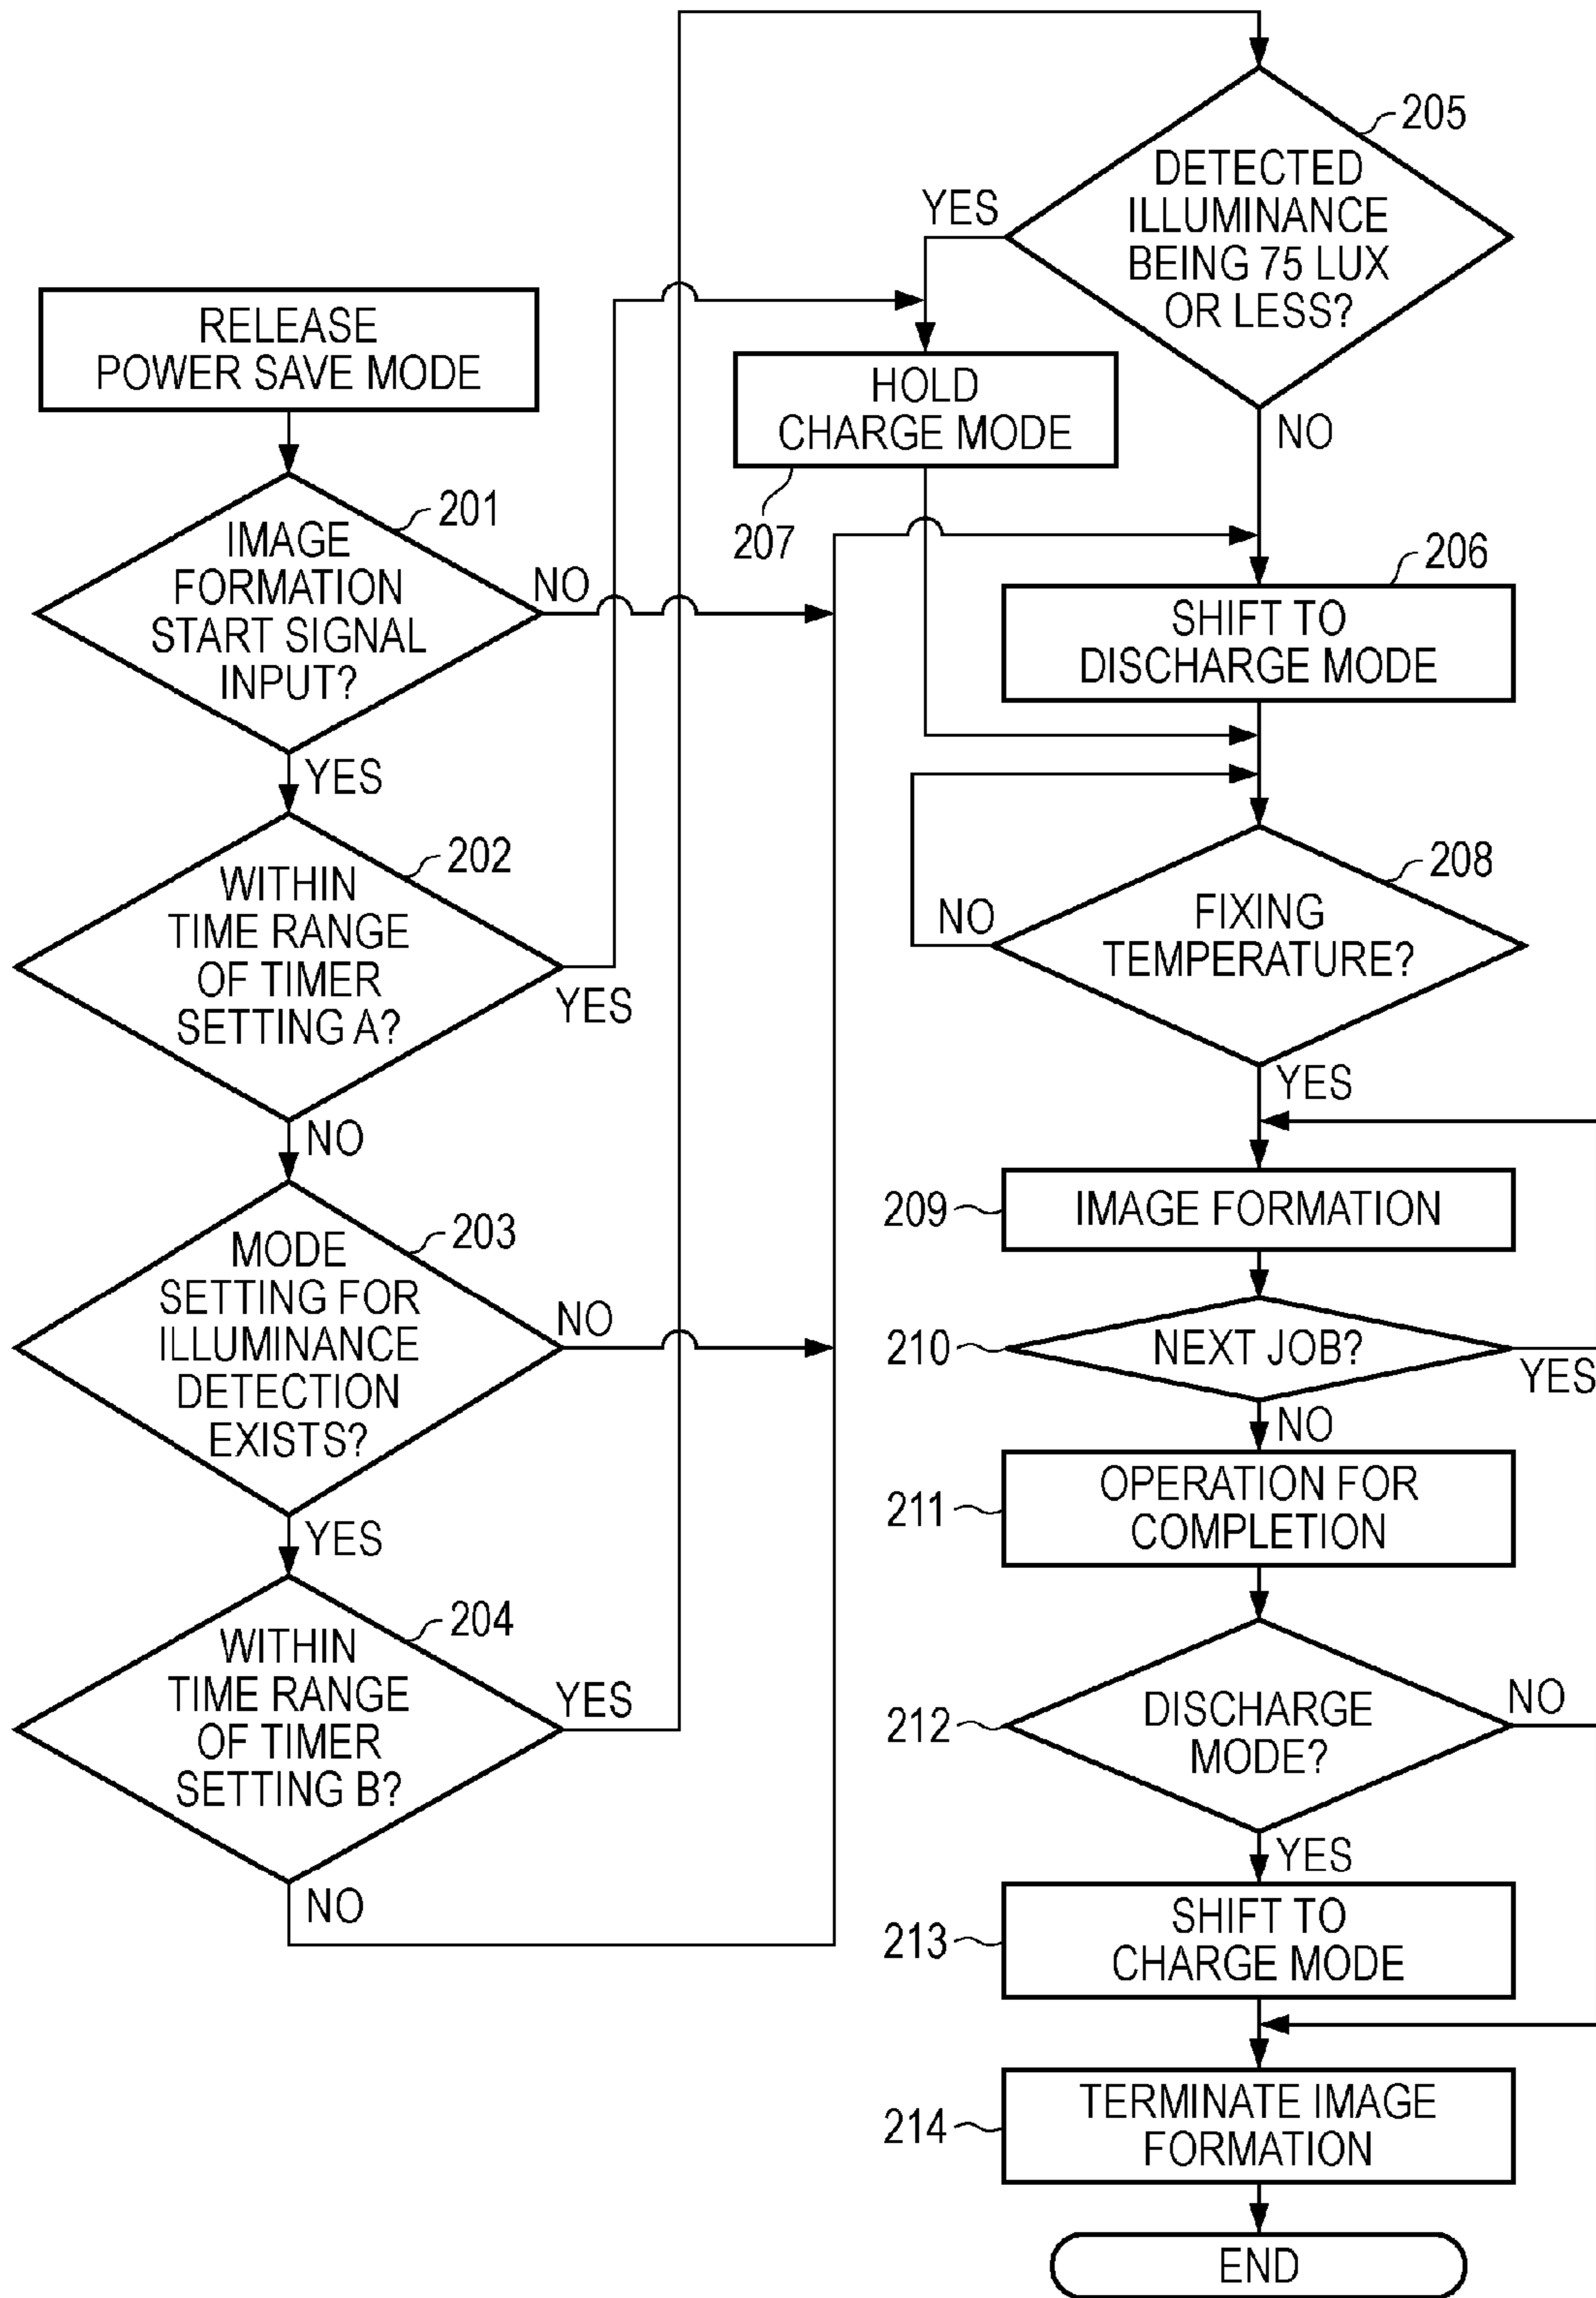 RELEASE
POWER SAVE MODE
201
IMAGE
FORMATION
START SIGNAL
INPUT?
NO
YES
202
WITHIN
TIME RANGE
OF TIMER
SETTING A?
YES
NO
203
MODE
SETTING FOR
ILLUMINANCE
DETECTION
EXISTS?
NO
YES
204
WITHIN
TIME RANGE
OF TIMER
SETTING B?
YES
NO
205
DETECTED
ILLUMINANCE
BEING 75 LUX
OR LESS?
YES
NO
HOLD
CHARGE MODE
207
206
SHIFT TO
DISCHARGE MODE
208
FIXING
TEMPERATURE?
NO
YES
209
IMAGE FORMATION
210
NEXT JOB?
YES
NO
211
OPERATION FOR
COMPLETION
212
DISCHARGE
MODE?
NO
YES
213
SHIFT TO
CHARGE MODE
214
TERMINATE IMAGE
FORMATION
END